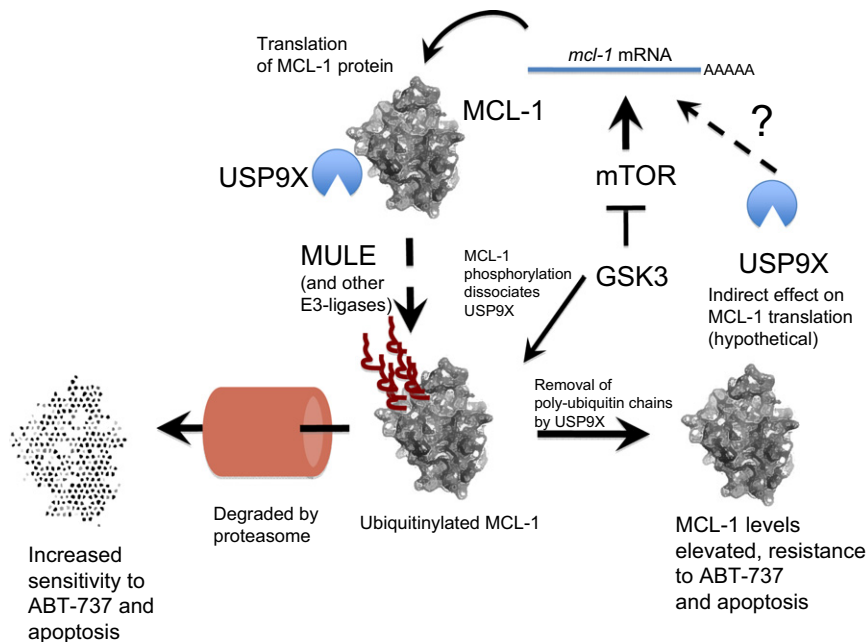 Translation
of MCL-1 protein
mcl-1 mRNA
AAAAA
MCL-1
USP9X
?
mTOR
GSK3
USP9X
Indirect effect on
MCL-1 translation
(hypothetical)
MULE
(and other
E3-ligases)
MCL-1
phosphorylation
dissociates
USP9X
Removal of
poly-ubiquitin chains
by USP9X
Degraded by
proteasome
Ubiquitinylated MCL-1
Increased
sensitivity to
ABT-737 and
apoptosis
MCL-1 levels
elevated, resistance
to ABT-737
and apoptosis